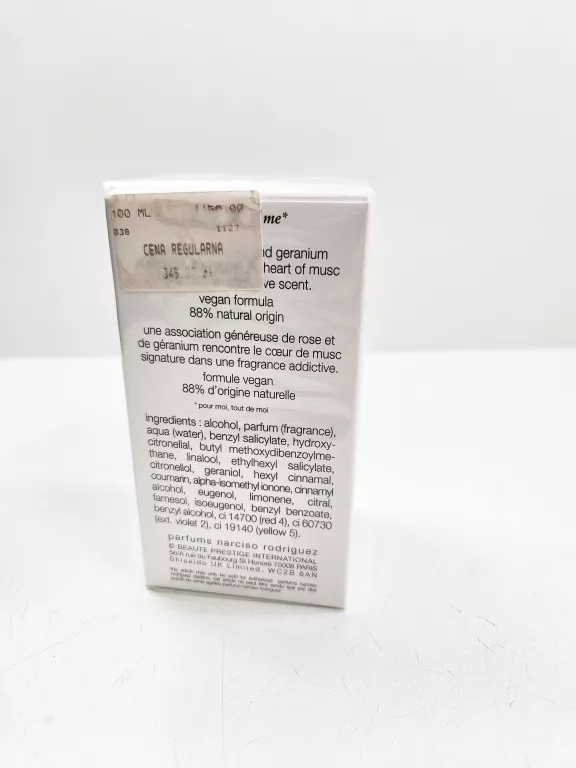 100 ML
038 1127
CENA REGULARNA
me*
nd geranium
heart of musc
ve scent.
vegan formula
88% natural origin
une association généreuse de rose et
de géranium rencontre le cœur de musc
signature dans une fragrance addictive.
formule vegan
88% d'origine naturelle
* pour moi, tout de moi
ingredients : alcohol, parfum (fragrance),
aqua (water), benzyl salicylate, hydroxy-
citronellal, butyl methoxydibenzoylme-
thane, linalool, ethylhexyl salicylate,
citronellol, geraniol, hexyl cinnamal,
coumarin, alpha-isomethyl ionone, cinnamyl
alcohol, eugenol, limonene, citral,
farnesol, isoeugenol, benzyl benzoate,
benzyl alcohol, ci 14700 (red 4), ci 60730
(ext. violet 2), ci 19140 (yellow 5).
parfums narciso rodriguez
© BEAUTE PRESTIGE INTERNATIONAL
56/A rue du Faubourg St Honoré 75008 PARIS
Shiseido UK Limited, WC2B 6AN